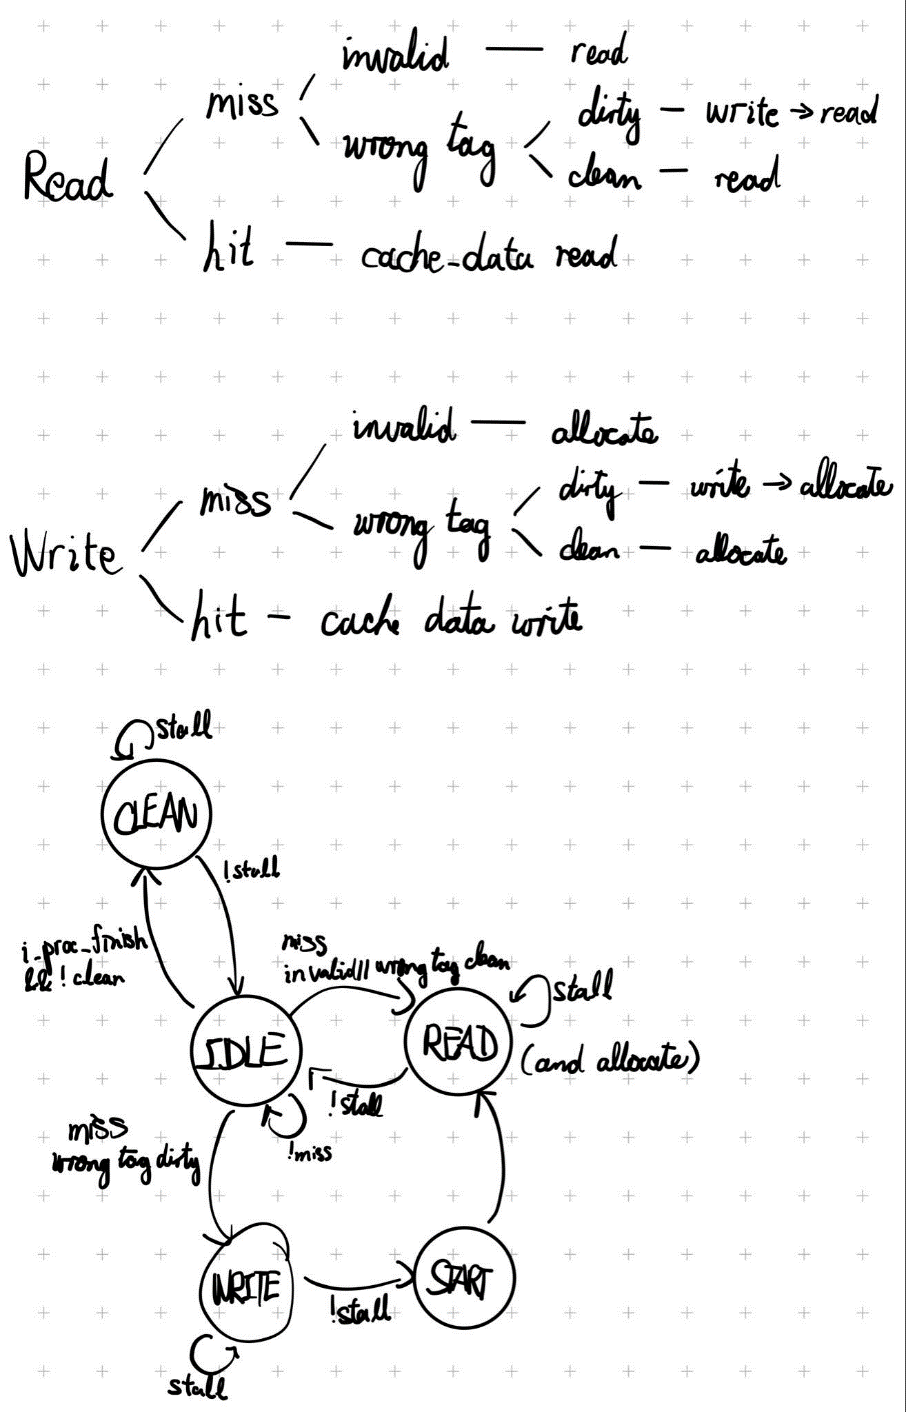 invalid — read
miss
dirty — write → read
wrong tag
clean — read
Read
hit — cache-data read
invalid — allocate
miss
dirty — write → allocate
wrong tag
clean — allocate
Write
hit — cache data write
stall
CLEAN
!stall
i-proc-finish
&& !clean
miss
invalid || wrong tag clean
stall
IDLE
READ
(and allocate)
!stall
!miss
miss
wrong tag dirty
WRITE
START
!stall
stall